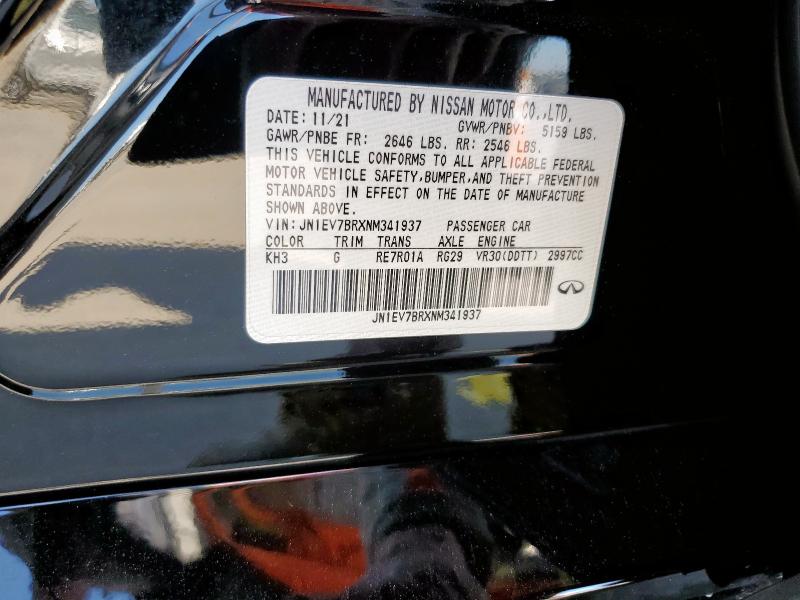 MANUFACTURED BY NISSAN MOTOR CO.,LTD.
DATE: 11/21 GVWR/PNBV: 5159 LBS.
GAWR/PNBE FR: 2646 LBS. RR: 2546 LBS.
THIS VEHICLE CONFORMS TO ALL APPLICABLE FEDERAL
MOTOR VEHICLE SAFETY,BUMPER,AND THEFT PREVENTION
STANDARDS IN EFFECT ON THE DATE OF MANUFACTURE
SHOWN ABOVE.
VIN: JN1EV7BRXNM341937 PASSENGER CAR
COLOR TRIM TRANS AXLE ENGINE
KH3 G RE7R01A RG29 VR30(DDTT) 2997CC
JN1EV7BRXNM341937